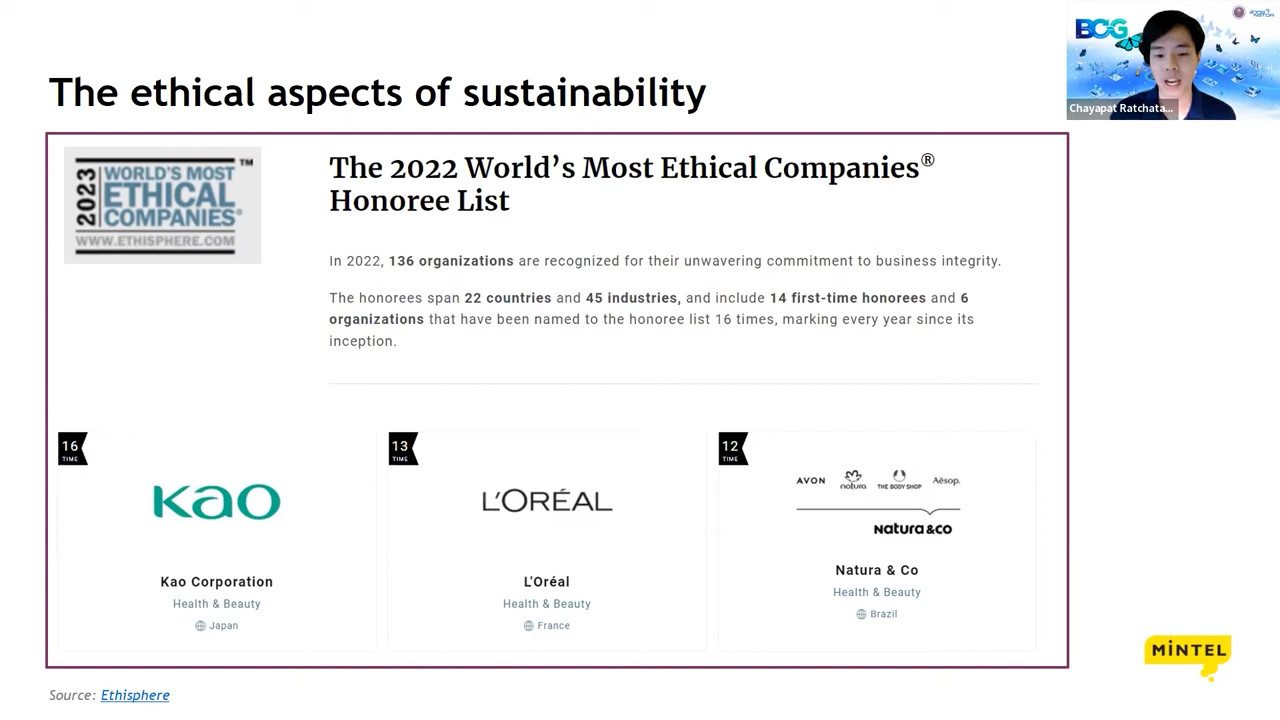 BCG
Chayapat Ratchata...
The ethical aspects of sustainability
2023
WORLD'S MOST
ETHICAL
COMPANIES®
WWW.ETHISPHERE.COM
™
The 2022 World's Most Ethical Companies®
Honoree List
In 2022, 136 organizations are recognized for their unwavering commitment to business integrity.
The honorees span 22 countries and 45 industries, and include 14 first-time honorees and 6
organizations that have been named to the honoree list 16 times, marking every year since its
inception.
16
TIME
Kao
Kao Corporation
Health & Beauty
Japan
13
TIME
L'ORÉAL
L'Oréal
Health & Beauty
France
12
TIME
AVON
natura
THE BODY SHOP
Aēsop.
natura &co
Natura & Co
Health & Beauty
Brazil
MiNTEL
Source: Ethisphere